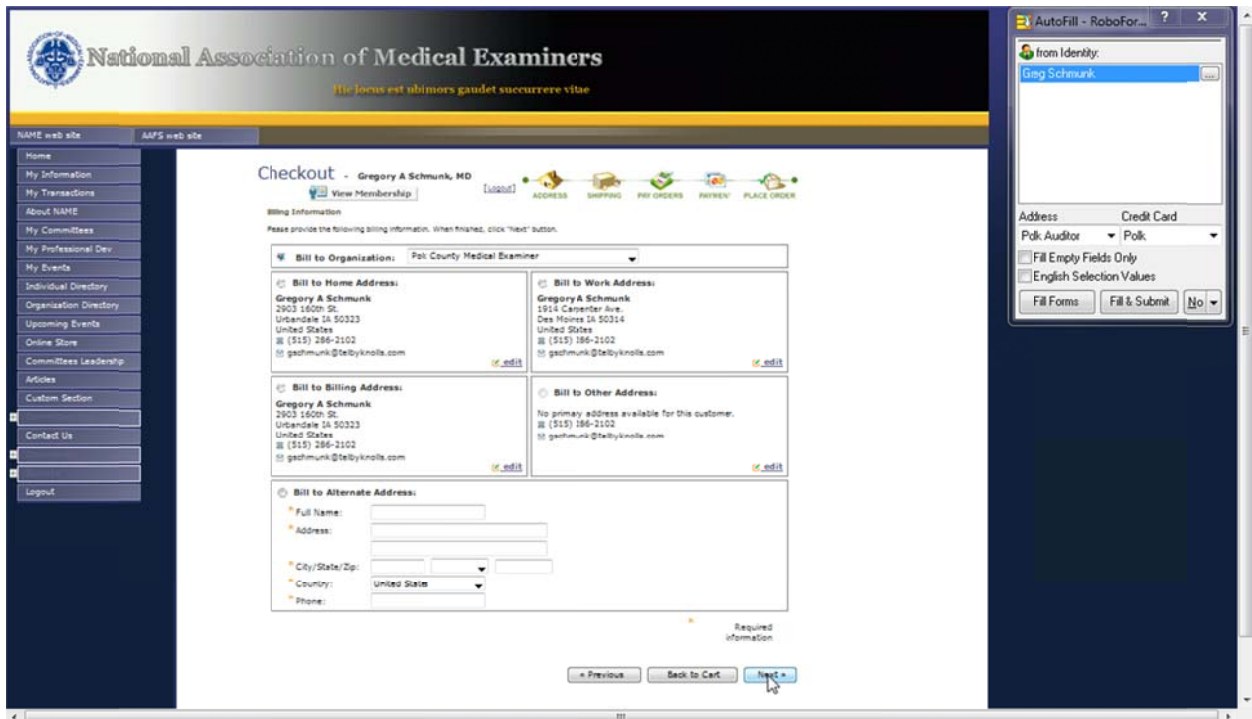 National Association of Medical Examiners
Hic locus est ubimors gaudet succurrere vitae
NAME web site
AAFS web site
Home
My Information
My Transactions
About NAME
My Committees
My Professional Dev
My Events
Individual Directory
Organization Directory
Upcoming Events
Online Store
Committees Leadership
Articles
Custom Section
Contact Us
Logout
Checkout - Gregory A Schmunk, MD
View Membership
[Logout]
ADDRESS SHIPPING PAY ORDERS PAYMENT PLACE ORDER
Billing Information
Please provide the following billing information. When finished, click "Next" button.
Bill to Organization: Polk County Medical Examiner
Bill to Home Address:
Gregory A Schmunk
2903 160th St.
Urbandale IA 50323
United States
(515) 286-2102
gschmunk@telbyknolls.com
edit
Bill to Work Address:
Gregory A Schmunk
1914 Carpenter Ave.
Des Moines IA 50314
United States
(515) 286-2102
gschmunk@telbyknolls.com
edit
Bill to Billing Address:
Gregory A Schmunk
2903 160th St.
Urbandale IA 50323
United States
(515) 286-2102
gschmunk@telbyknolls.com
edit
Bill to Other Address:
No primary address available for this customer.
(515) 286-2102
gschmunk@telbyknolls.com
edit
Bill to Alternate Address:
* Full Name:
* Address:
* City/State/Zip:
* Country: United States
* Phone:
* Required
information
« Previous
Back to Cart
Next »
AutoFill - RoboFor... ? X
from Identity:
Greg Schmunk ...
Address Credit Card
Polk Auditor Polk
Fill Empty Fields Only
English Selection Values
Fill Forms Fill & Submit No